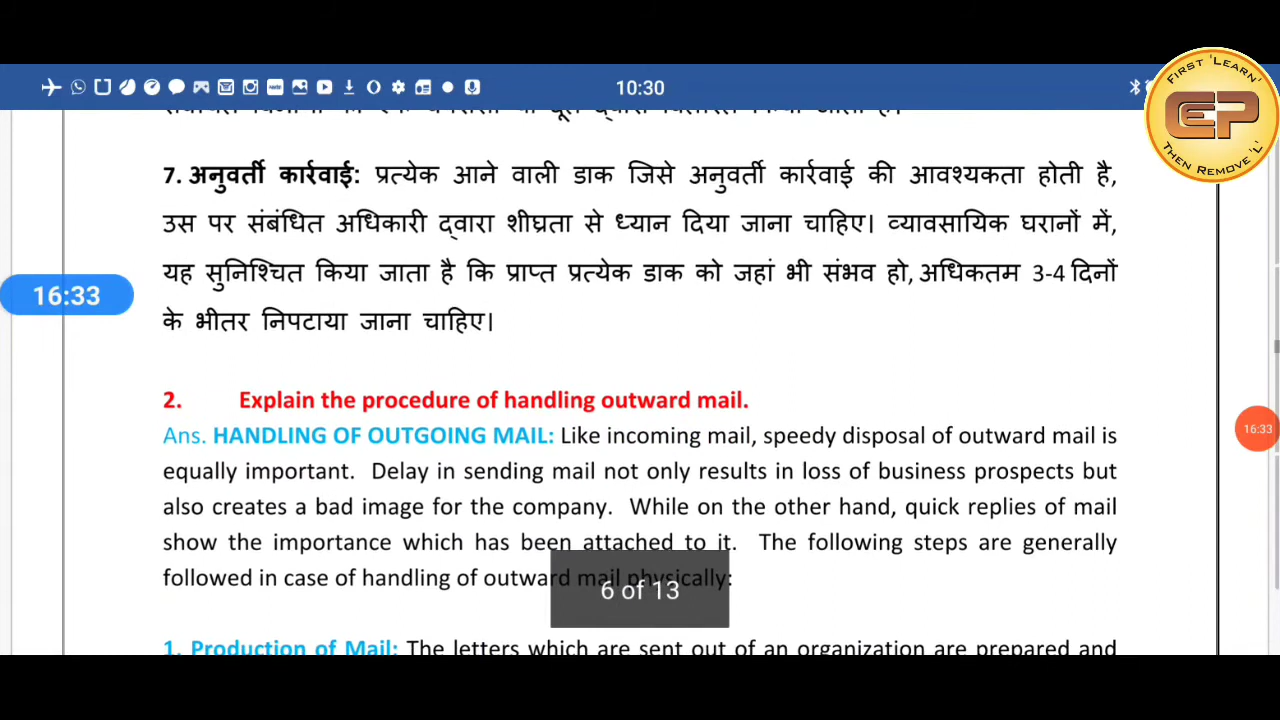 10:30
FIRST 'LEARN'
EP
THEN REMOVE 'L'
7. अनुवर्ती कार्रवाई: प्रत्येक आने वाली डाक जिसे अनुवर्ती कार्रवाई की आवश्यकता होती है,
उस पर संबंधित अधिकारी द्वारा शीघ्रता से ध्यान दिया जाना चाहिए। व्यावसायिक घरानों में,
यह सुनिश्चित किया जाता है कि प्राप्त प्रत्येक डाक को जहां भी संभव हो, अधिकतम 3-4 दिनों
16:33
के भीतर निपटाया जाना चाहिए।
2. Explain the procedure of handling outward mail.
16:33
Ans. HANDLING OF OUTGOING MAIL: Like incoming mail, speedy disposal of outward mail is
equally important. Delay in sending mail not only results in loss of business prospects but
also creates a bad image for the company. While on the other hand, quick replies of mail
show the importance which has been attached to it. The following steps are generally
followed in case of handling of outward mail physically:
6 of 13
1. Production of Mail: The letters which are sent out of an organization are prepared and